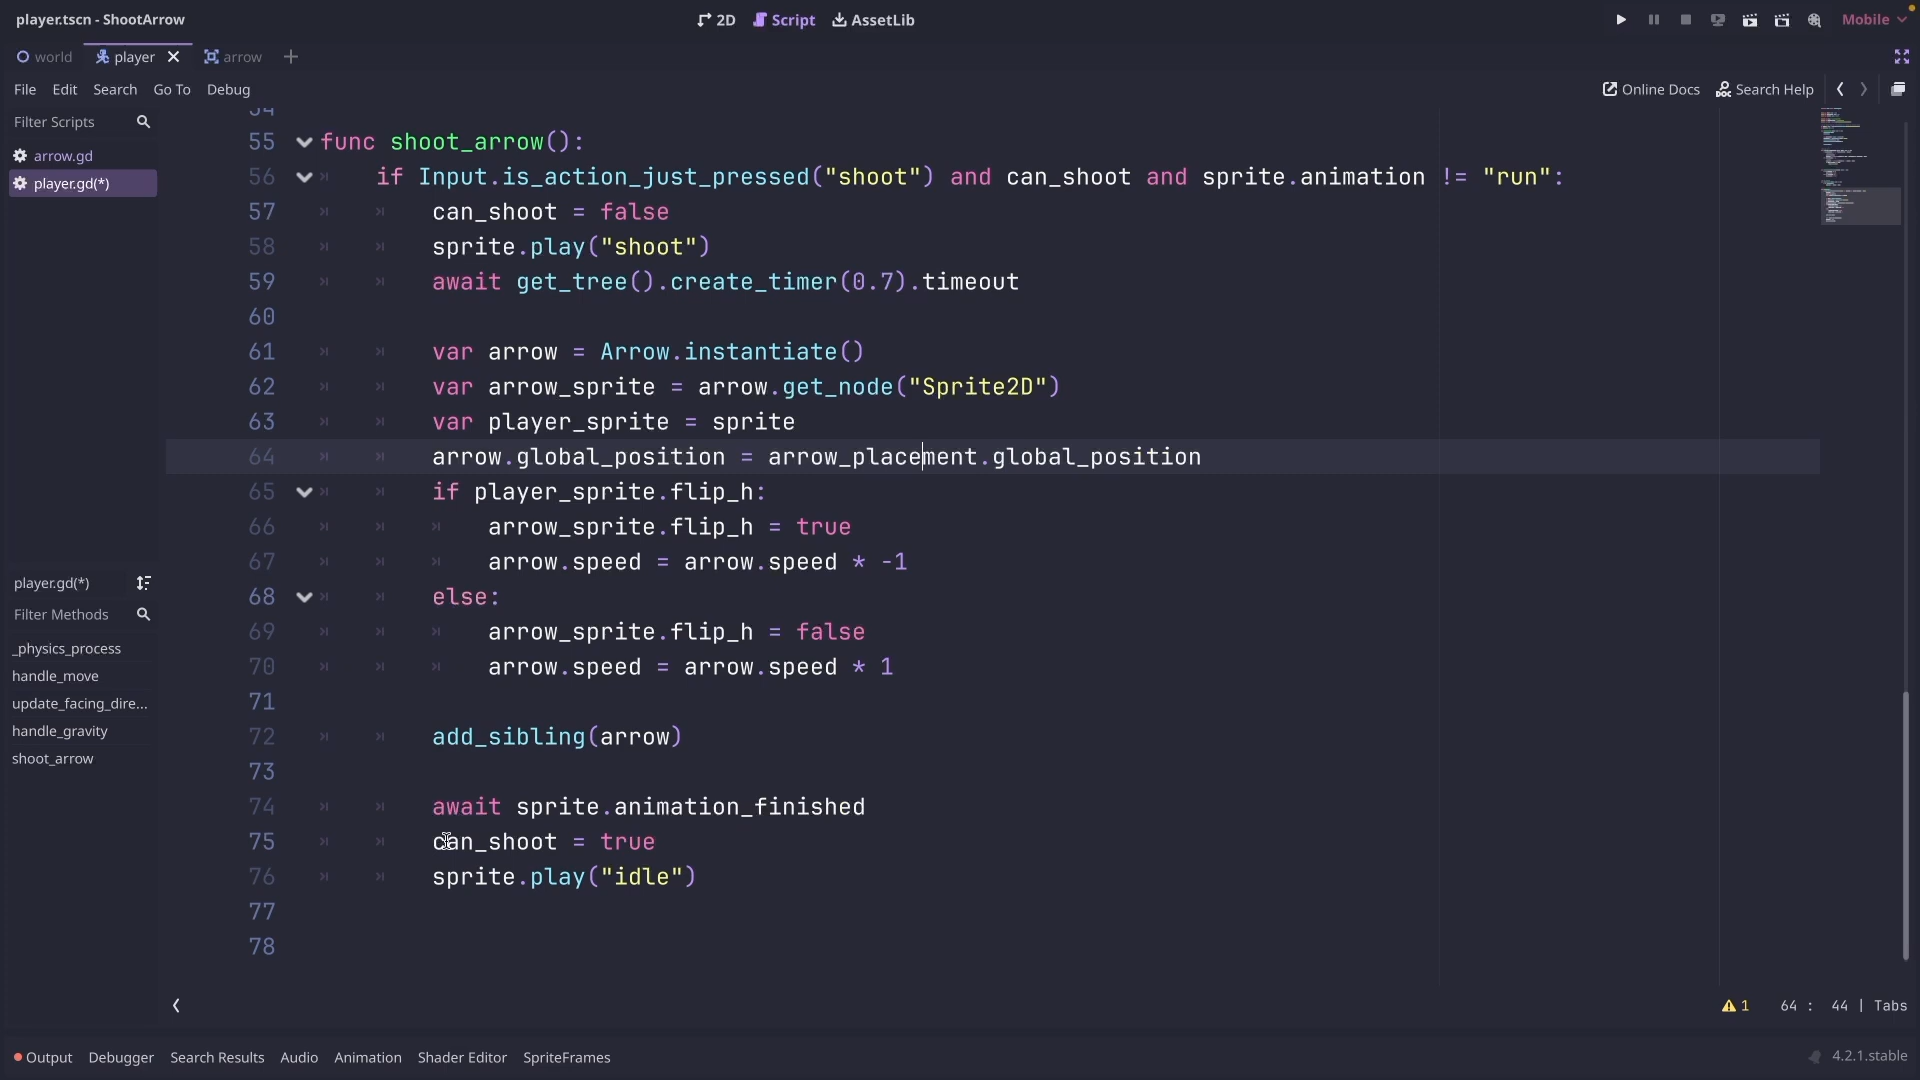 player.tscn - ShootArrow
2D Script AssetLib
Mobile
world player arrow
File Edit Search Go To Debug
Online Docs Search Help
Filter Scripts
arrow.gd
player.gd(*)
player.gd(*)
Filter Methods
_physics_process
handle_move
update_facing_dire...
handle_gravity
shoot_arrow
54
55 func shoot_arrow():
56 if Input.is_action_just_pressed("shoot") and can_shoot and sprite.animation != "run":
57 can_shoot = false
58 sprite.play("shoot")
59 await get_tree().create_timer(0.7).timeout
60
61 var arrow = Arrow.instantiate()
62 var arrow_sprite = arrow.get_node("Sprite2D")
63 var player_sprite = sprite
64 arrow.global_position = arrow_placement.global_position
65 if player_sprite.flip_h:
66 arrow_sprite.flip_h = true
67 arrow.speed = arrow.speed * -1
68 else:
69 arrow_sprite.flip_h = false
70 arrow.speed = arrow.speed * 1
71
72 add_sibling(arrow)
73
74 await sprite.animation_finished
75 can_shoot = true
76 sprite.play("idle")
77
78
1 64 : 44 | Tabs
Output Debugger Search Results Audio Animation Shader Editor SpriteFrames
4.2.1.stable